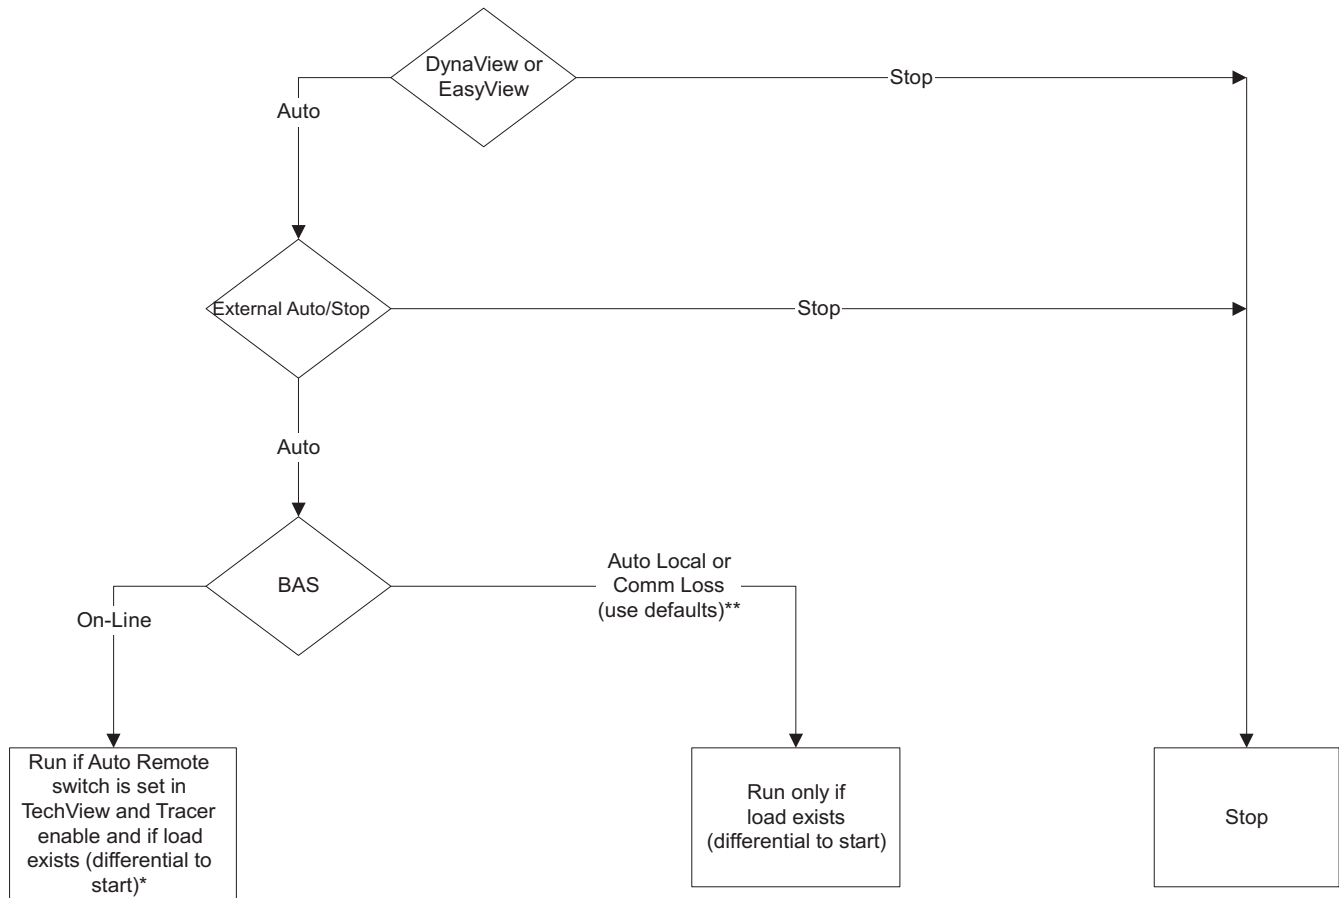 DynaView or
EasyView
Stop
Auto
External Auto/Stop
Stop
Auto
BAS
Auto Local or
Comm Loss
(use defaults)**
On-Line
Run if Auto Remote
switch is set in
TechView and Tracer
enable and if load
exists (differential to
start)*
Run only if
load exists
(differential to start)
Stop